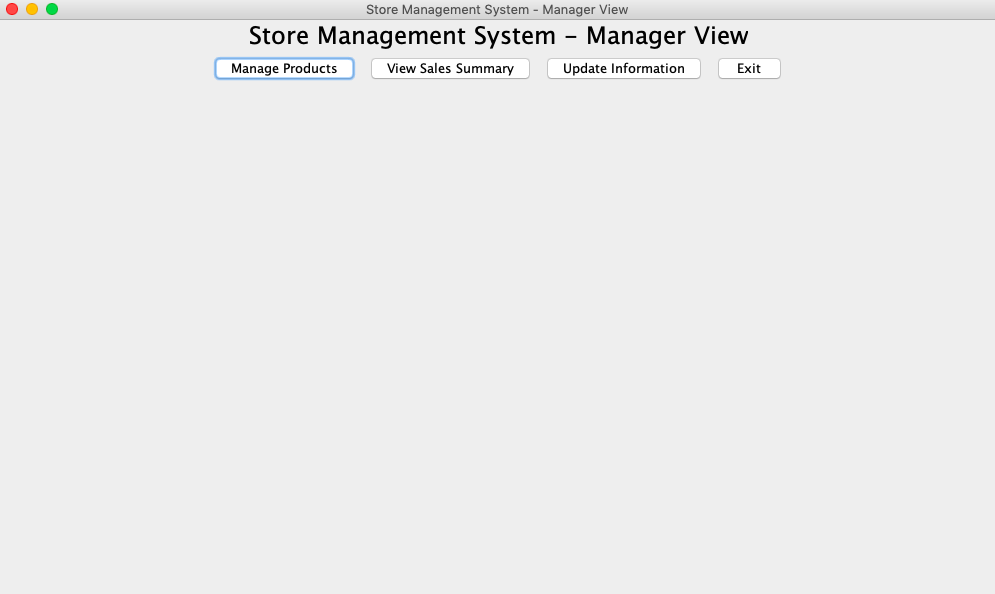 Store Management System - Manager View
Store Management System – Manager View
Manage Products View Sales Summary Update Information Exit